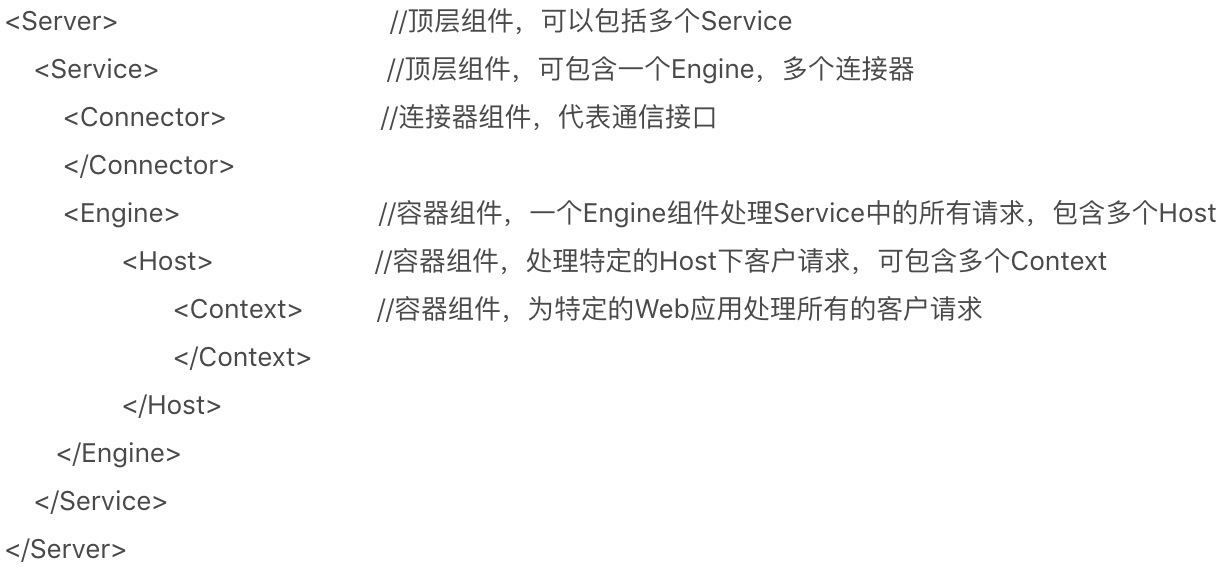 <Server> //顶层组件，可以包括多个Service
<Service> //顶层组件，可包含一个Engine，多个连接器
<Connector> //连接器组件，代表通信接口
</Connector>
<Engine> //容器组件，一个Engine组件处理Service中的所有请求，包含多个Host
<Host> //容器组件，处理特定的Host下客户请求，可包含多个Context
<Context> //容器组件，为特定的Web应用处理所有的客户请求
</Context>
</Host>
</Engine>
</Service>
</Server>